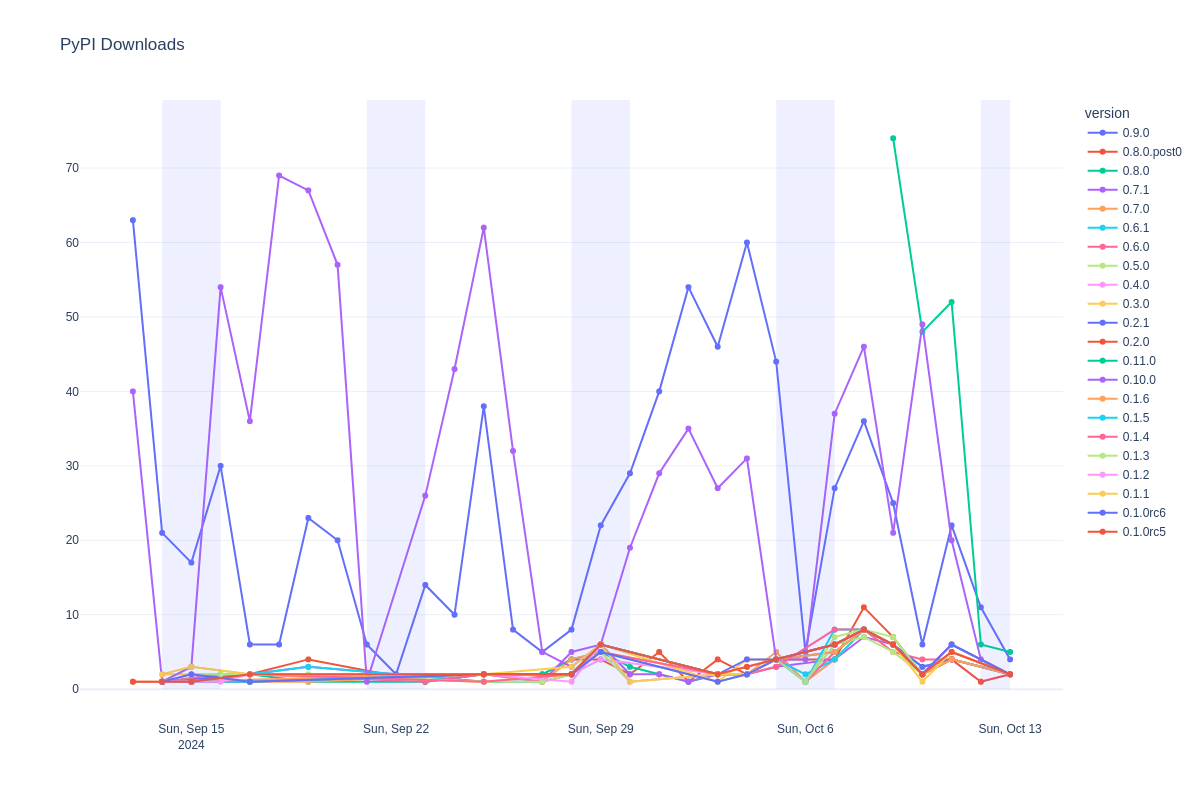 PyPI Downloads
version
0.9.0
0.8.0.post0
0.8.0
0.7.1
0.7.0
0.6.1
0.6.0
0.5.0
0.4.0
0.3.0
0.2.1
0.2.0
0.11.0
0.10.0
0.1.6
0.1.5
0.1.4
0.1.3
0.1.2
0.1.1
0.1.0rc6
0.1.0rc5
70
60
50
40
30
20
10
0
Sun, Sep 15
2024
Sun, Sep 22
Sun, Sep 29
Sun, Oct 6
Sun, Oct 13